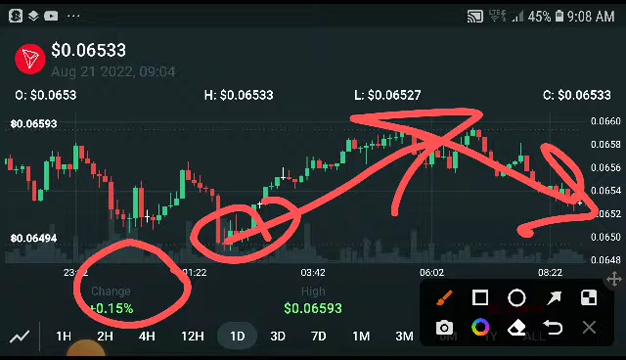 45% 9:08 AM
$0.06533
Aug 21 2022, 09:04
O: $0.0653 H: $0.06533 L: $0.06527 C: $0.06533
฿0.06593
0.0660
0.0658
0.0656
0.0654
0.0652
฿0.06494
0.0650
0.0648
01:22 03:42 06:02 08:22
Change High
+0.15% $0.06593
1H 2H 4H 12H 1D 3D 7D 1M 3M